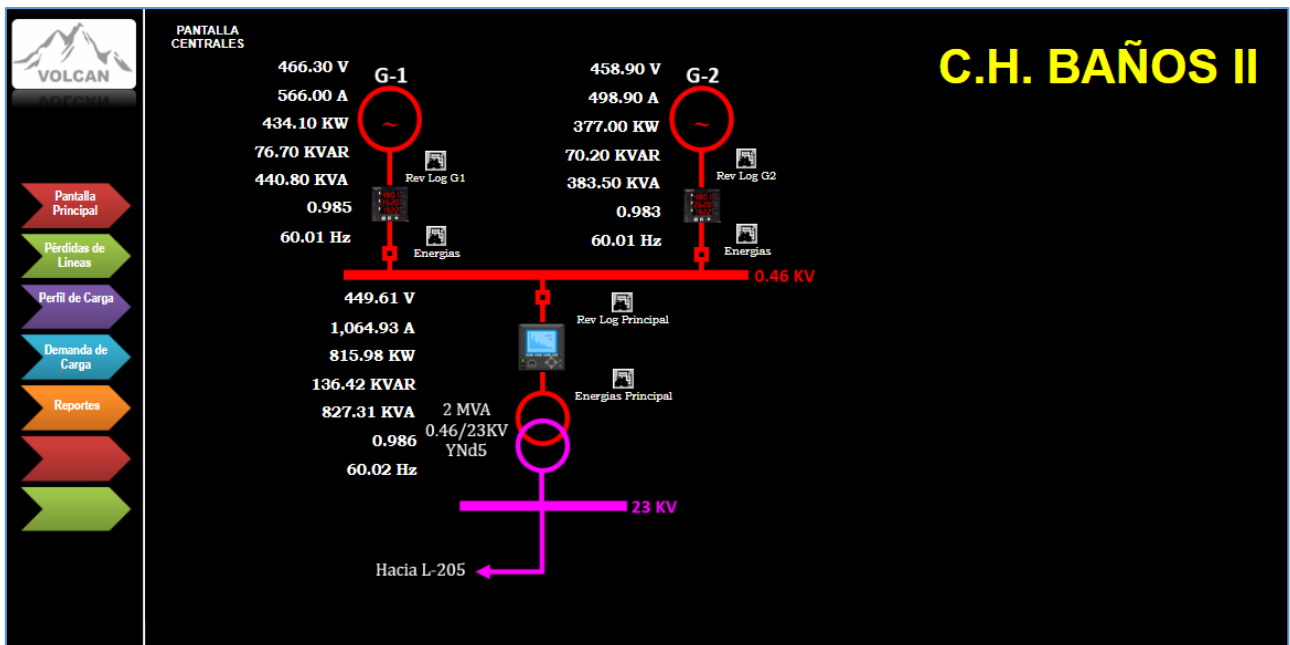 VOLCAN
PANTALLA
CENTRALES
C.H. BAÑOS II
466.30 V
G-1
566.00 A
434.10 KW
~
76.70 KVAR
Rev Log G1
440.80 KVA
0.985
60.01 Hz
Energias
458.90 V
G-2
498.90 A
377.00 KW
~
70.20 KVAR
Rev Log G2
383.50 KVA
0.983
60.01 Hz
Energias
0.46 KV
449.61 V
1,064.93 A
815.98 KW
136.42 KVAR
827.31 KVA
0.986
60.02 Hz
Rev Log Principal
Energias Principal
2 MVA
0.46/23KV
YNd5
23 KV
Hacia L-205
Pantalla
Principal
Pérdidas de
Lineas
Perfil de Carga
Demanda de
Carga
Reportes